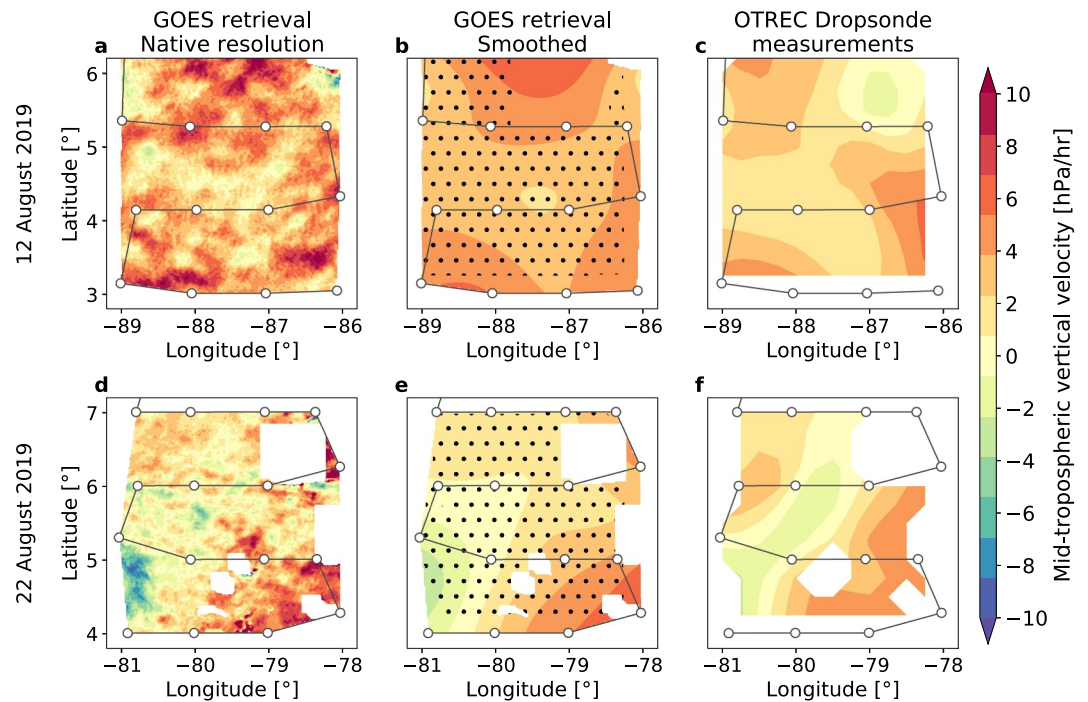 GOES retrieval
Native resolution
GOES retrieval
Smoothed
OTREC Dropsonde
measurements
a
b
c
12 August 2019
Latitude [°]
6
5
4
3
−89 −88 −87 −86
−89 −88 −87 −86
−89 −88 −87 −86
Longitude [°]
Longitude [°]
Longitude [°]
d
e
f
22 August 2019
Latitude [°]
7
6
5
4
−81 −80 −79 −78
−81 −80 −79 −78
−81 −80 −79 −78
Longitude [°]
Longitude [°]
Longitude [°]
10
8
6
4
2
0
−2
−4
−6
−8
−10
Mid-tropospheric vertical velocity [hPa/hr]